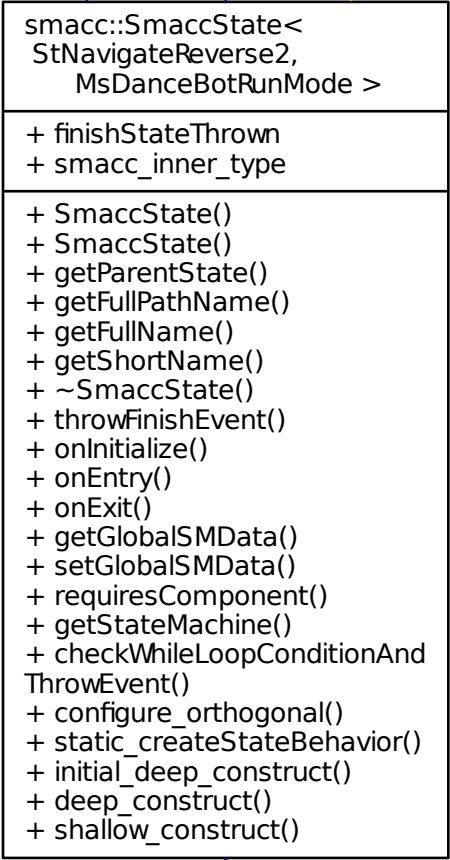 smacc::SmaccState<
StNavigateReverse2,
MsDanceBotRunMode >
+ finishStateThrown
+ smacc_inner_type
+ SmaccState()
+ SmaccState()
+ getParentState()
+ getFullPathName()
+ getFullName()
+ getShortName()
+ ~SmaccState()
+ throwFinishEvent()
+ onInitialize()
+ onEntry()
+ onExit()
+ getGlobalSMData()
+ setGlobalSMData()
+ requiresComponent()
+ getStateMachine()
+ checkWhileLoopConditionAnd
ThrowEvent()
+ configure_orthogonal()
+ static_createStateBehavior()
+ initial_deep_construct()
+ deep_construct()
+ shallow_construct()